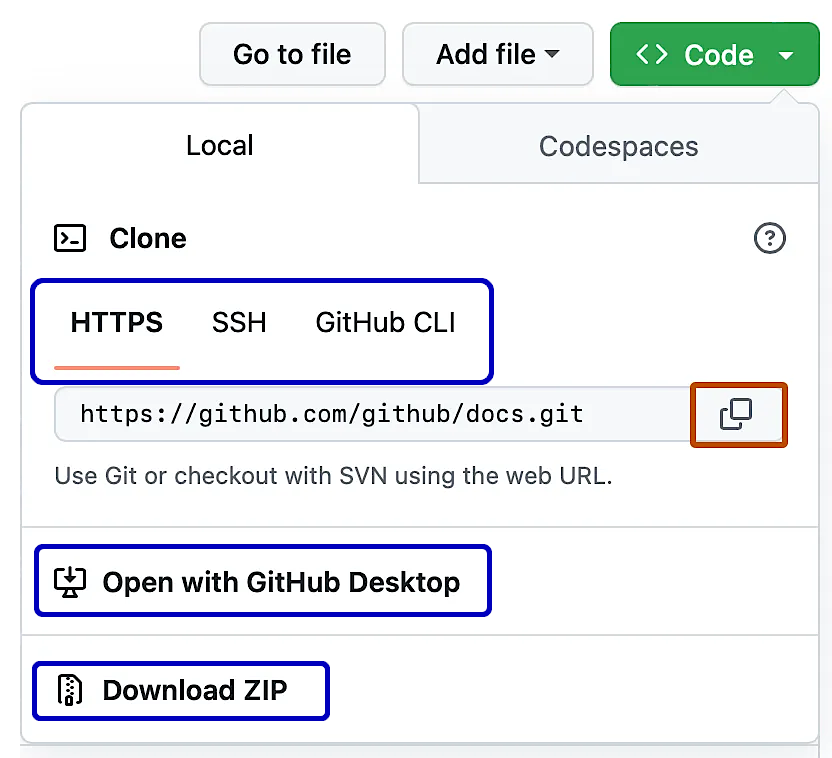 Go to file Add file Code
Local Codespaces
Clone
HTTPS SSH GitHub CLI
https://github.com/github/docs.git
Use Git or checkout with SVN using the web URL.
Open with GitHub Desktop
Download ZIP